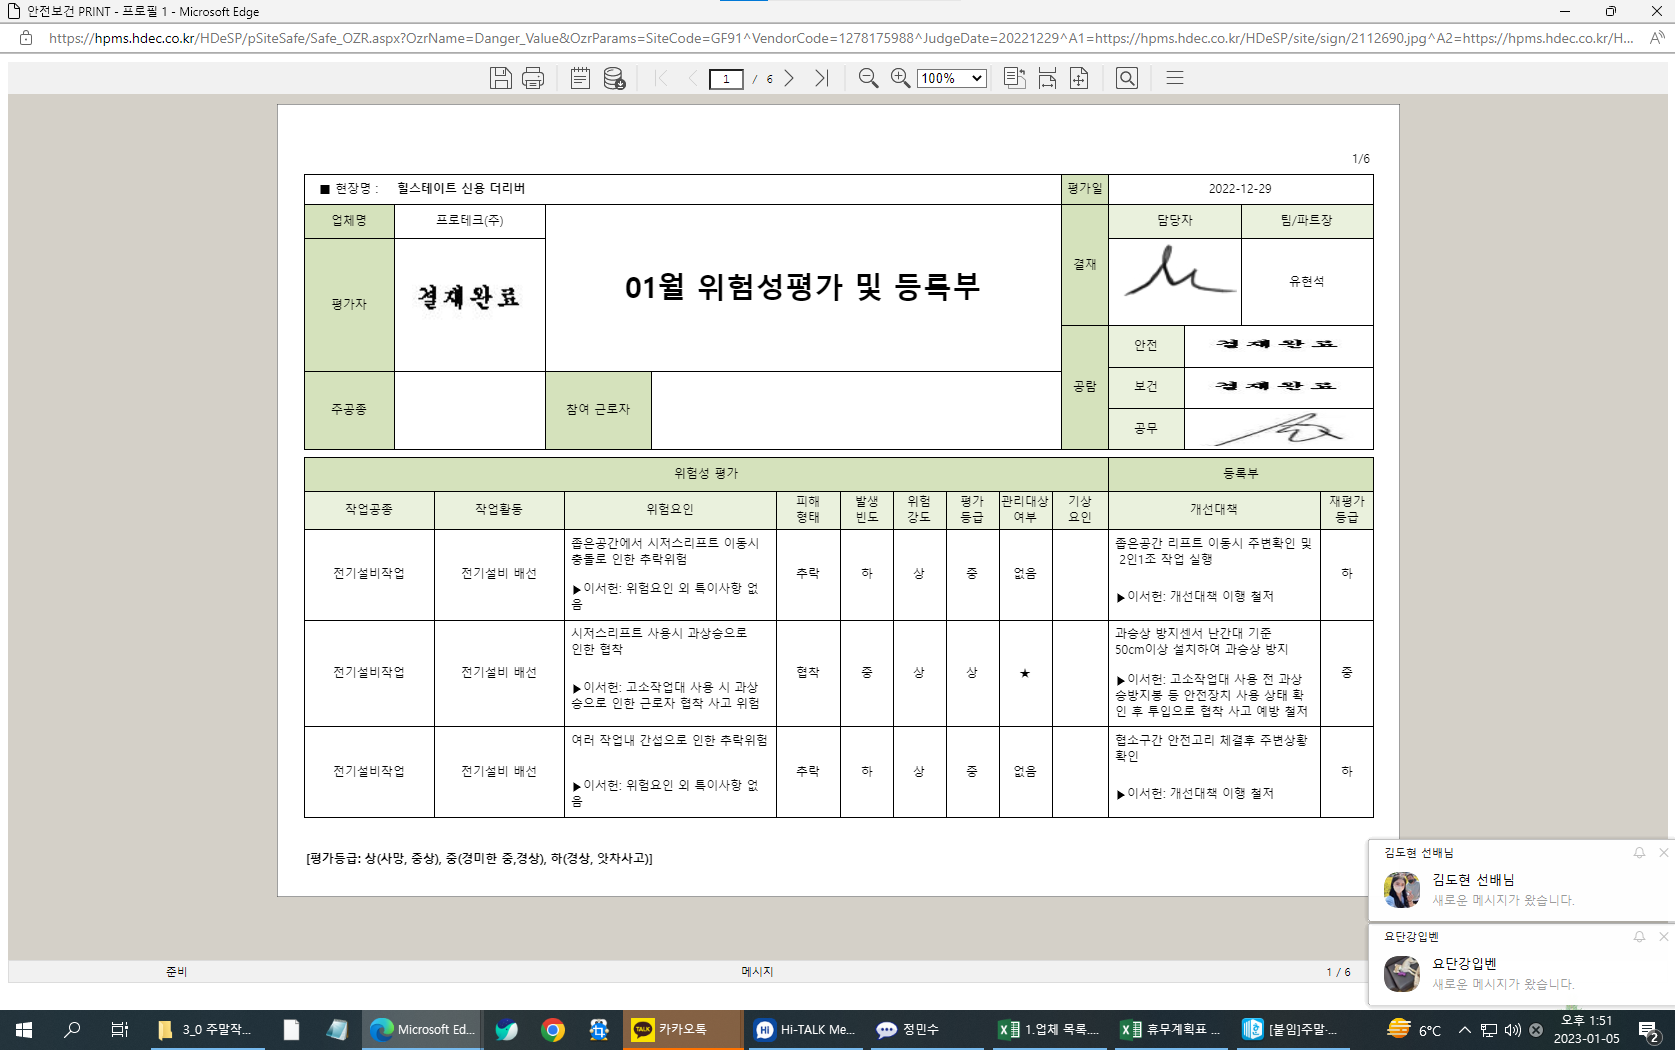 안전보건 PRINT - 프로필 1 - Microsoft Edge
https://hpms.hdec.co.kr/HDeSP/pSiteSafe/Safe_OZR.aspx?OzrName=Danger_Value&OzrParams=SiteCode=GF91^VendorCode=1278175988^JudgeDate=20221229^A1=https://hpms.hdec.co.kr/HDeSP/site/sign/2112690.jpg^A2=https://hpms.hdec.co.kr/H...
1 / 6 100%
1/6
■ 현장명 : 힐스테이트 신용 더리버 평가일 2022-12-29
업체명 프로테크(주) 담당자 팀/파트장
평가자 결재완료 01월 위험성평가 및 등록부 결재 유현석
안전 결재완료
공람 보건 결재완료
주공종 참여 근로자 공무
위험성 평가 등록부
작업공종 작업활동 위험요인 피해 형태 발생 빈도 위험 강도 평가 등급 관리대상 여부 기상 요인 개선대책 재평가 등급
좁은공간에서 시저스리프트 이동시
충돌로 인한 추락위험
▶이서헌: 위험요인 외 특이사항 없
음
전기설비작업 전기설비 배선 추락 하 상 중 없음
좁은공간 리프트 이동시 주변확인 및
2인1조 작업 실행
▶이서헌: 개선대책 이행 철저
하
시저스리프트 사용시 과상승으로
인한 협착
▶이서헌: 고소작업대 사용 시 과상
승으로 인한 근로자 협착 사고 위험
전기설비작업 전기설비 배선 협착 중 상 상 ★
과승상 방지센서 난간대 기준
50cm이상 설치하여 과승상 방지
▶이서헌: 고소작업대 사용 전 과상
승방지봉 등 안전장치 사용 상태 확
인 후 투입으로 협착 사고 예방 철저
중
여러 작업내 간섭으로 인한 추락위험
▶이서헌: 위험요인 외 특이사항 없
음
전기설비작업 전기설비 배선 추락 하 상 중 없음
협소구간 안전고리 체결후 주변상황
확인
▶이서헌: 개선대책 이행 철저
하
[평가등급: 상(사망, 중상), 중(경미한 중,경상), 하(경상, 앗차사고)]
김도현 선배님
김도현 선배님
새로운 메시지가 왔습니다.
요단강입벤
요단강입벤
새로운 메시지가 왔습니다.
준비 메시지 1 / 6
3_0 주말작... Microsoft Ed... TALK 카카오톡 Hi Hi-TALK Me... 정민수 1.업체 목록.... 휴무계획표 ... [붙임]주말... 6°C 오후 1:51
2023-01-05 2